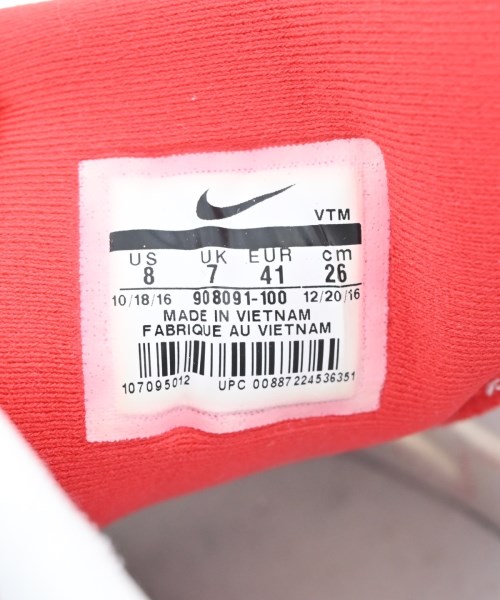 VTM
US UK EUR cm
8 7 41 26
10/18/16 908091-100 12/20/16
MADE IN VIETNAM
FABRIQUE AU VIETNAM
107095012 UPC 00887224536351